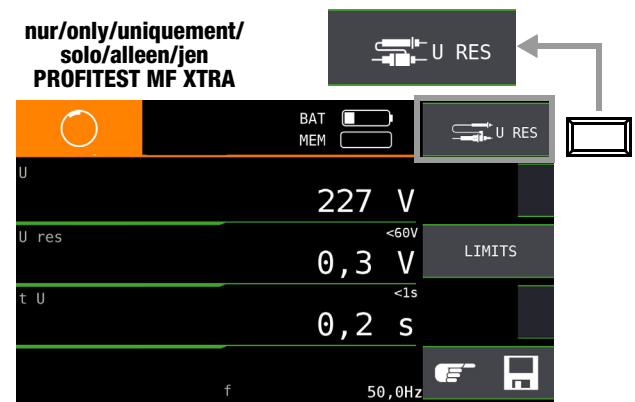 nur/only/uniquement/
solo/alleen/jen
PROFITEST MF XTRA
U RES
BAT
MEM
U RES
U
227 V
U res
<60V
0,3 V
LIMITS
t U
<1s
0,2 s
f 50,0Hz